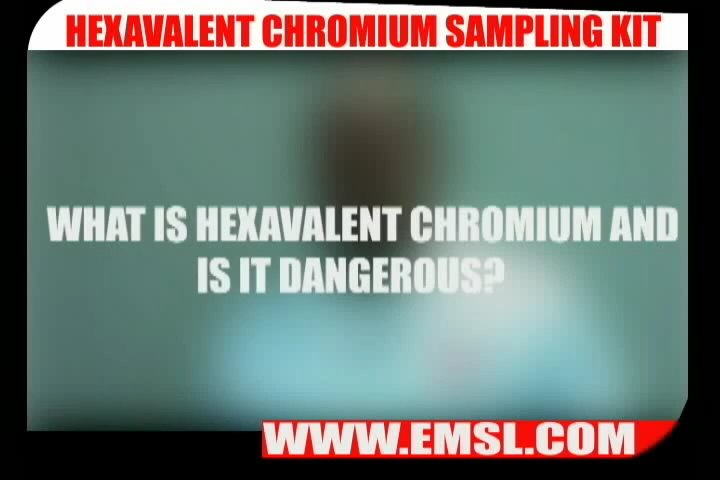 HEXAVALENT CHROMIUM SAMPLING KIT
WHAT IS HEXAVALENT CHROMIUM AND
IS IT DANGEROUS?
WWW.EMSL.COM